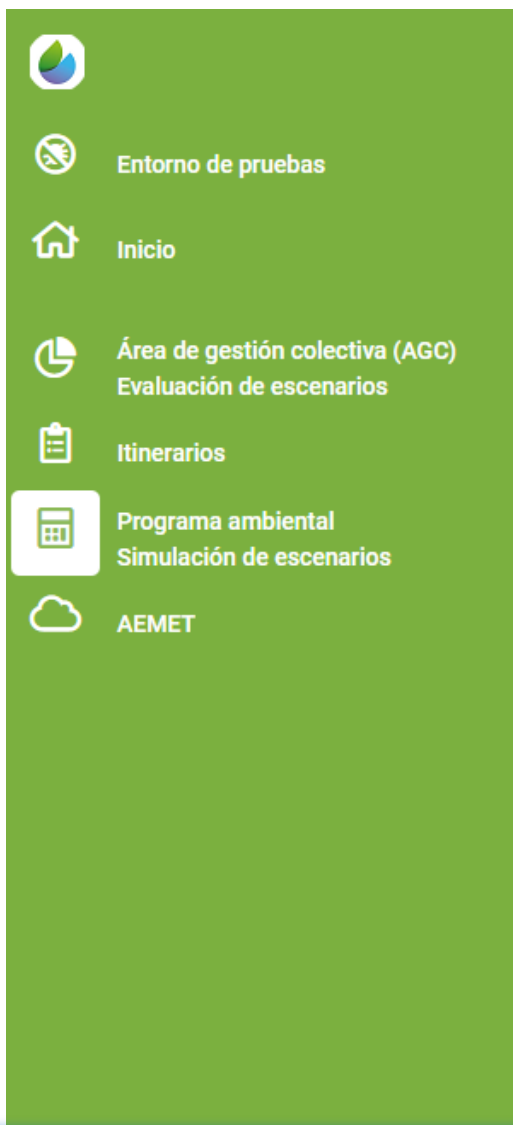 Entorno de pruebas
Inicio
Área de gestión colectiva (AGC)
Evaluación de escenarios
Itinerarios
Programa ambiental
Simulación de escenarios
AEMET